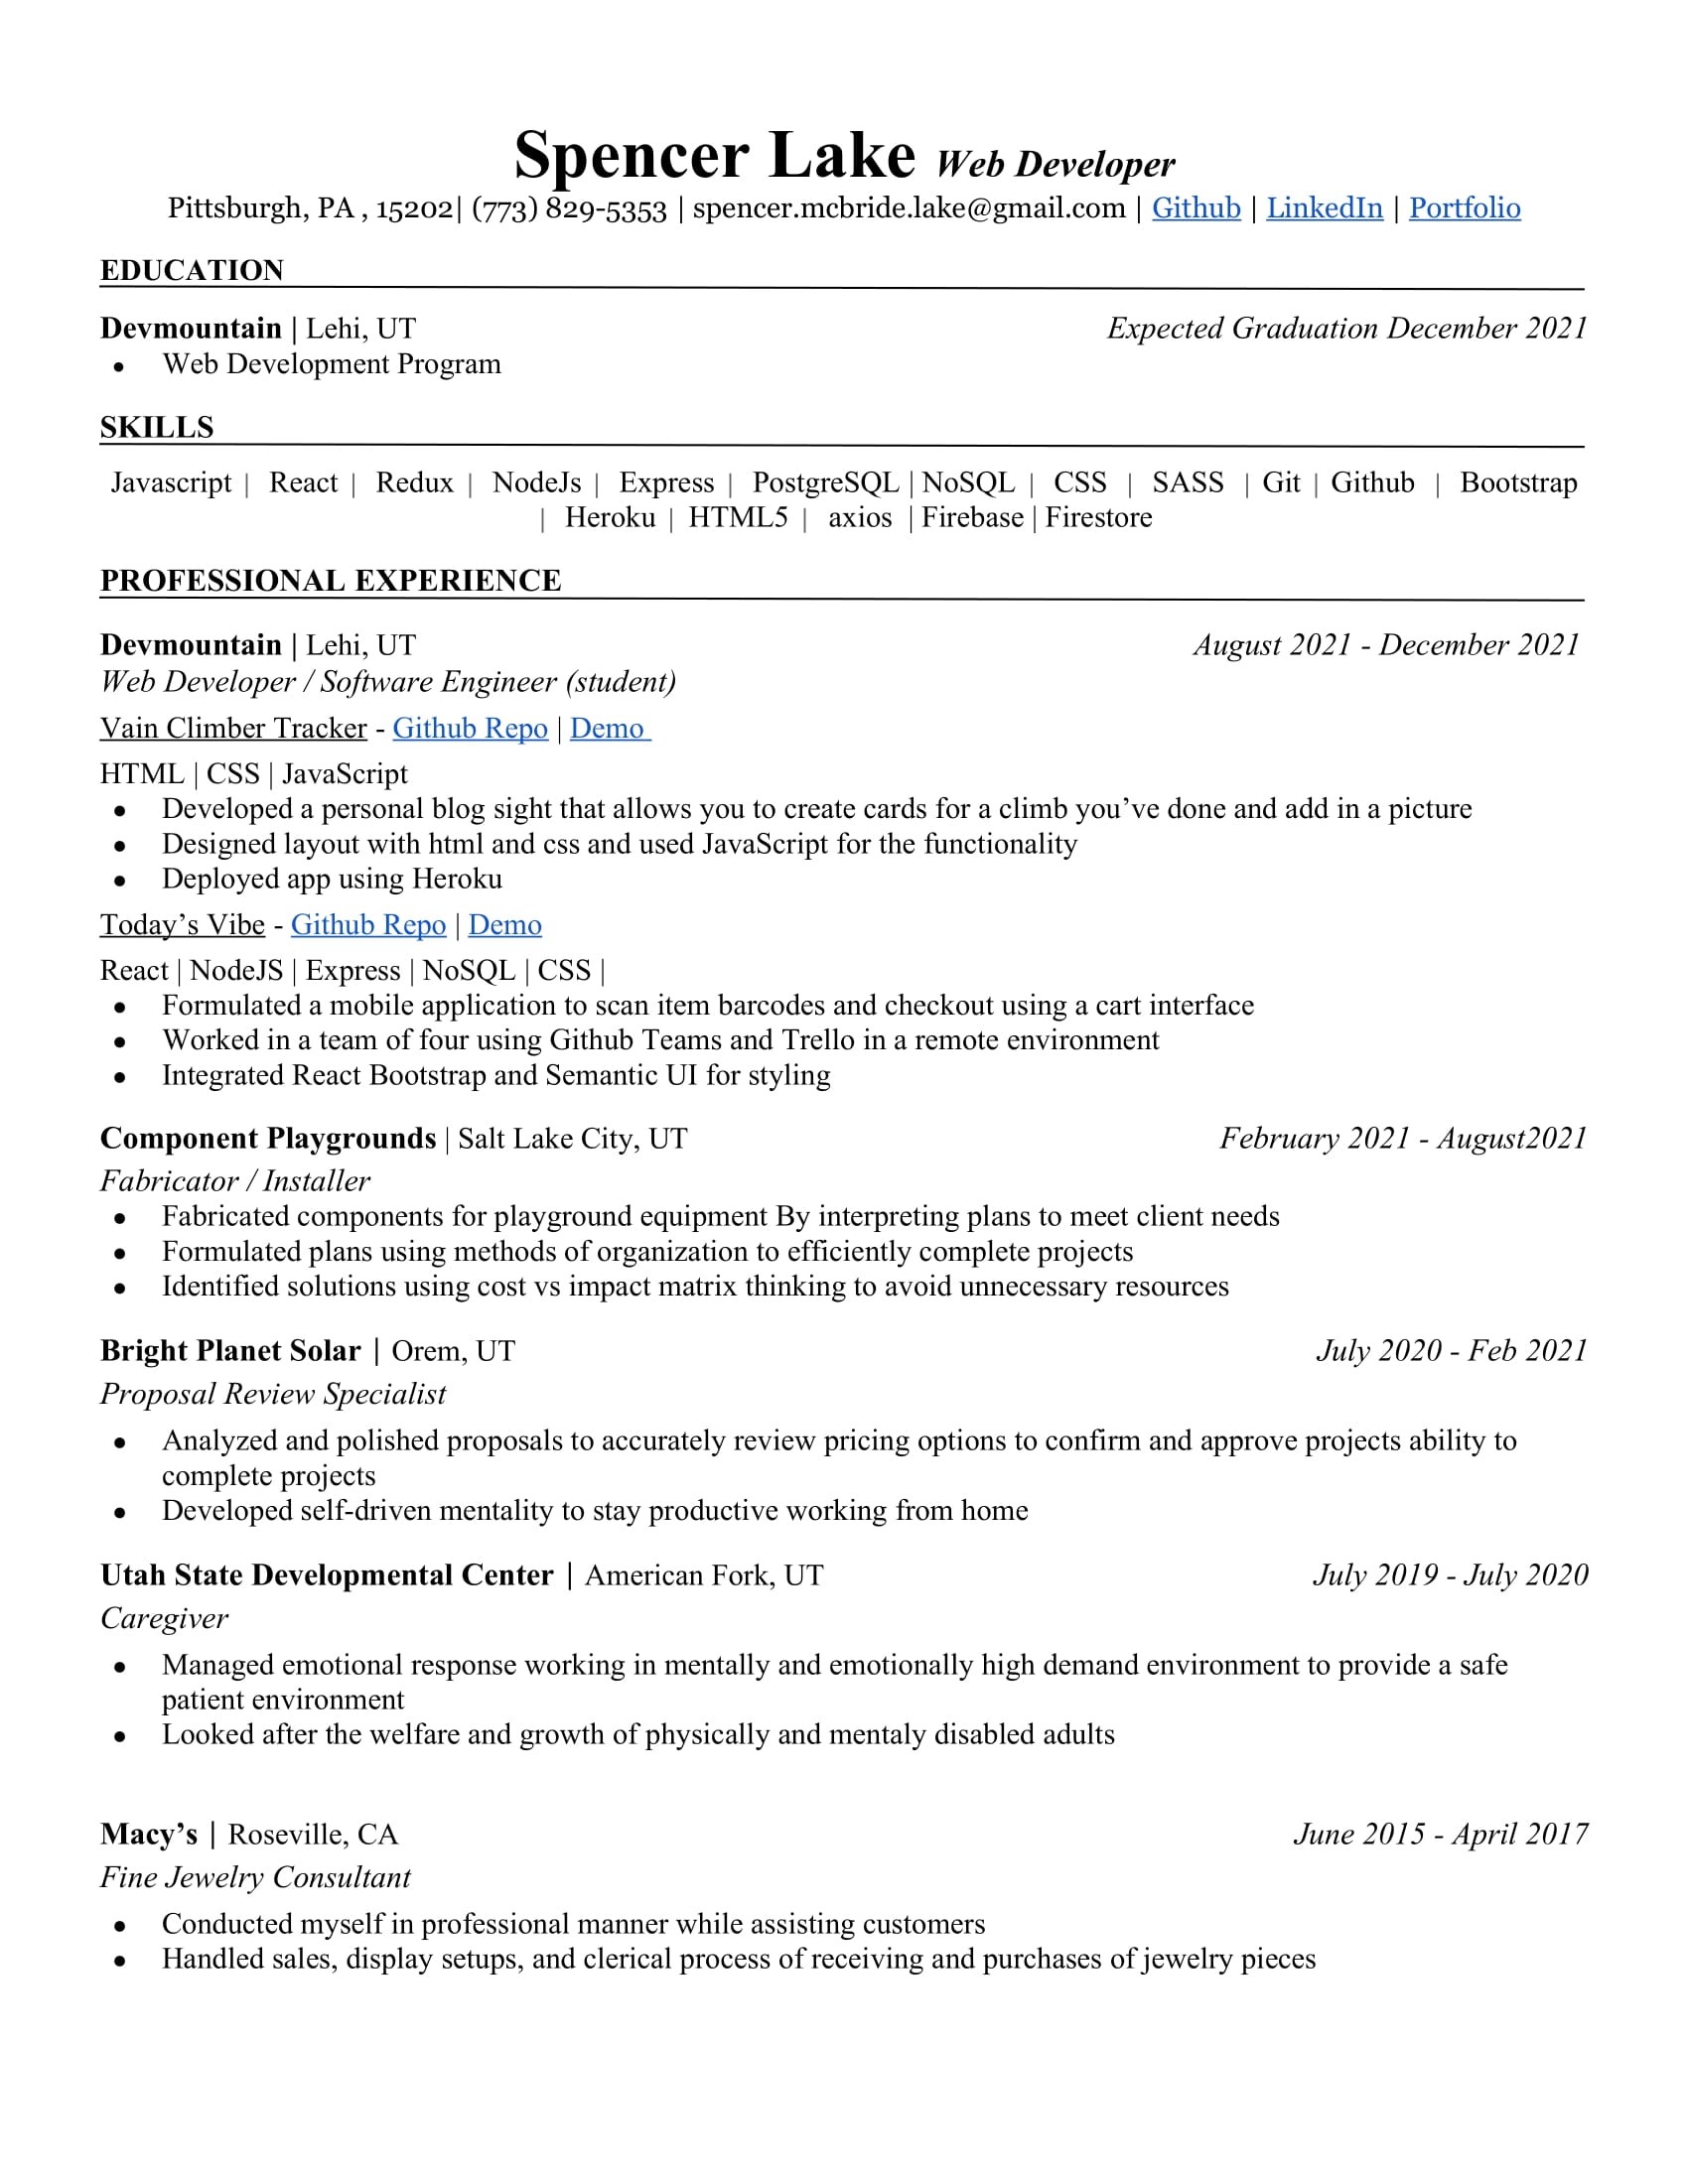 Spencer Lake Web Developer
Pittsburgh, PA , 15202| (773) 829-5353 | spencer.mcbride.lake@gmail.com | Github | LinkedIn | Portfolio
EDUCATION
Devmountain | Lehi, UT Expected Graduation December 2021
● Web Development Program
SKILLS
Javascript | React | Redux | NodeJs | Express | PostgreSQL | NoSQL | CSS | SASS | Git | Github | Bootstrap
| Heroku | HTML5 | axios | Firebase | Firestore
PROFESSIONAL EXPERIENCE
Devmountain | Lehi, UT August 2021 - December 2021
Web Developer / Software Engineer (student)
Vain Climber Tracker - Github Repo | Demo
HTML | CSS | JavaScript
● Developed a personal blog sight that allows you to create cards for a climb you’ve done and add in a picture
● Designed layout with html and css and used JavaScript for the functionality
● Deployed app using Heroku
Today’s Vibe - Github Repo | Demo
React | NodeJS | Express | NoSQL | CSS |
● Formulated a mobile application to scan item barcodes and checkout using a cart interface
● Worked in a team of four using Github Teams and Trello in a remote environment
● Integrated React Bootstrap and Semantic UI for styling
Component Playgrounds | Salt Lake City, UT February 2021 - August2021
Fabricator / Installer
● Fabricated components for playground equipment By interpreting plans to meet client needs
● Formulated plans using methods of organization to efficiently complete projects
● Identified solutions using cost vs impact matrix thinking to avoid unnecessary resources
Bright Planet Solar | Orem, UT July 2020 - Feb 2021
Proposal Review Specialist
● Analyzed and polished proposals to accurately review pricing options to confirm and approve projects ability to
complete projects
● Developed self-driven mentality to stay productive working from home
Utah State Developmental Center | American Fork, UT July 2019 - July 2020
Caregiver
● Managed emotional response working in mentally and emotionally high demand environment to provide a safe
patient environment
● Looked after the welfare and growth of physically and mentaly disabled adults
Macy’s | Roseville, CA June 2015 - April 2017
Fine Jewelry Consultant
● Conducted myself in professional manner while assisting customers
● Handled sales, display setups, and clerical process of receiving and purchases of jewelry pieces